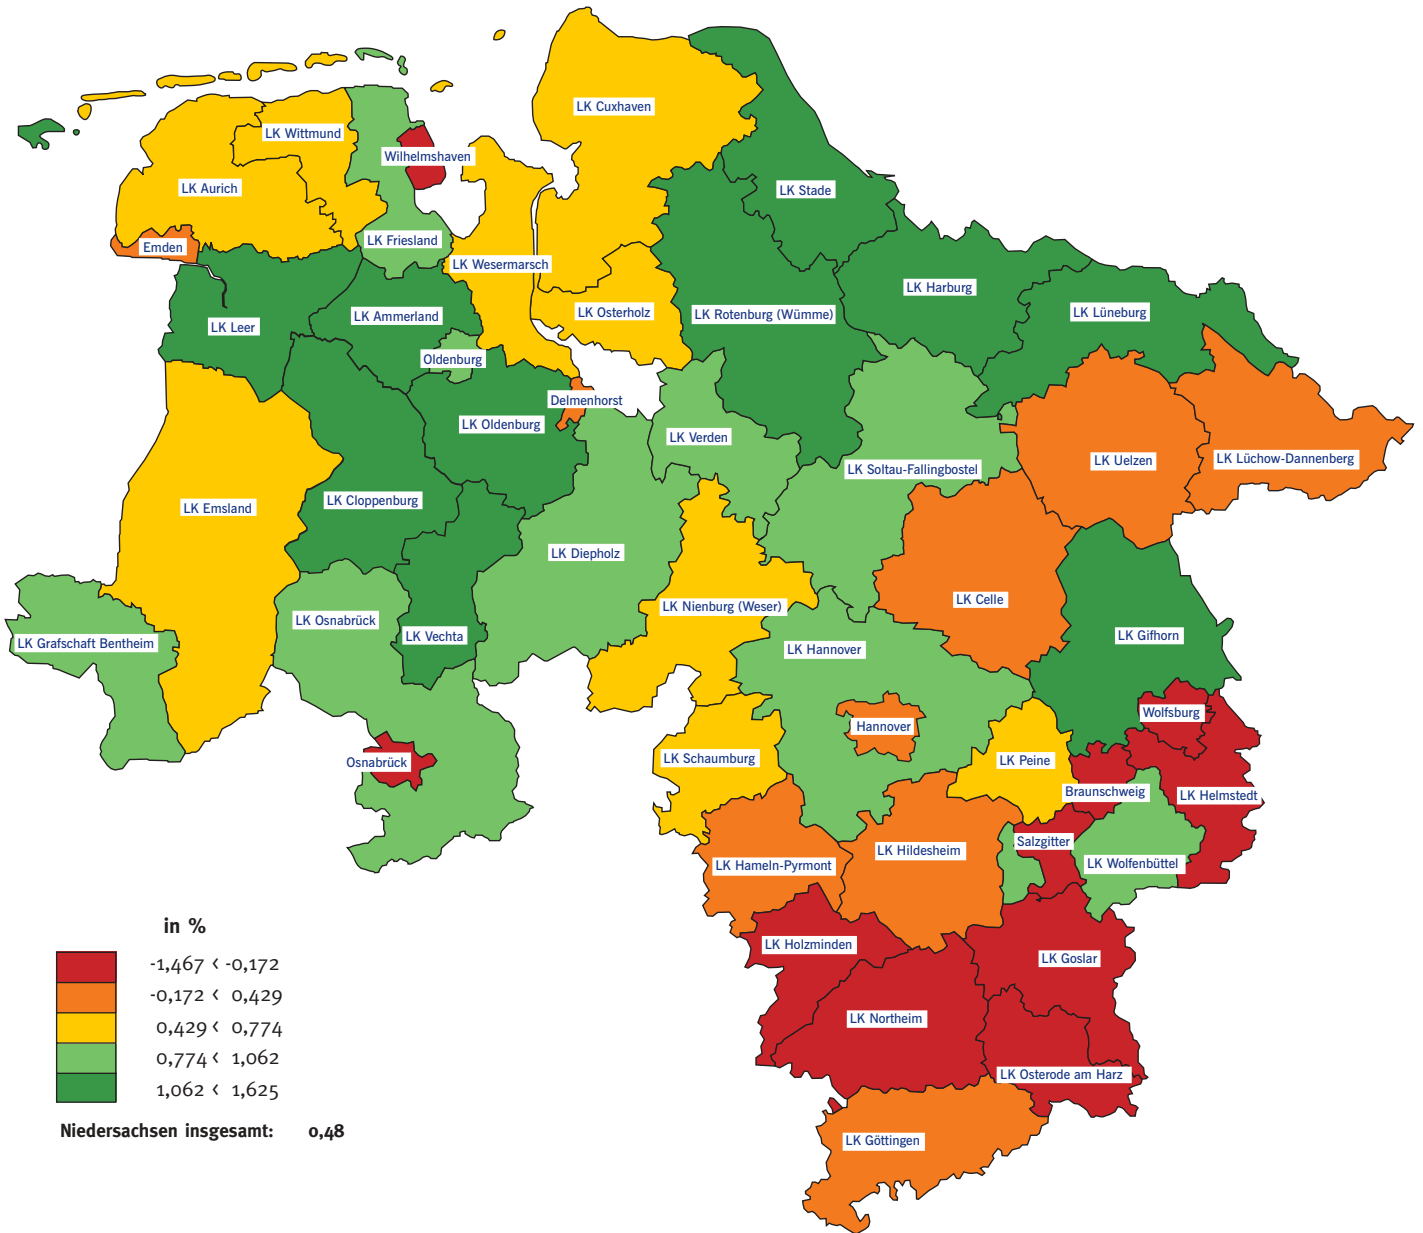 LK Cuxhaven
LK Wittmund
Wilhelmshaven
LK Aurich
LK Stade
Emden
LK Friesland
LK Wesermarsch
LK Harburg
LK Osterholz
LK Rotenburg (Wümme)
LK Lüneburg
LK Ammerland
LK Leer
Oldenburg
Delmenhorst
LK Oldenburg
LK Verden
LK Uelzen
LK Lüchow-Dannenberg
LK Soltau-Fallingbostel
LK Cloppenburg
LK Emsland
LK Diepholz
LK Celle
LK Nienburg (Weser)
LK Osnabrück
LK Vechta
LK Gifhorn
LK Grafschaft Bentheim
LK Hannover
Wolfsburg
Hannover
LK Schaumburg
LK Peine
Osnabrück
Braunschweig
LK Helmstedt
Salzgitter
LK Hildesheim
LK Hameln-Pyrmont
LK Wolfenbüttel
LK Holzminden
LK Goslar
LK Northeim
LK Osterode am Harz
LK Göttingen
in %
-1,467 < -0,172
-0,172 < 0,429
0,429 < 0,774
0,774 < 1,062
1,062 < 1,625
Niedersachsen insgesamt: 0,48